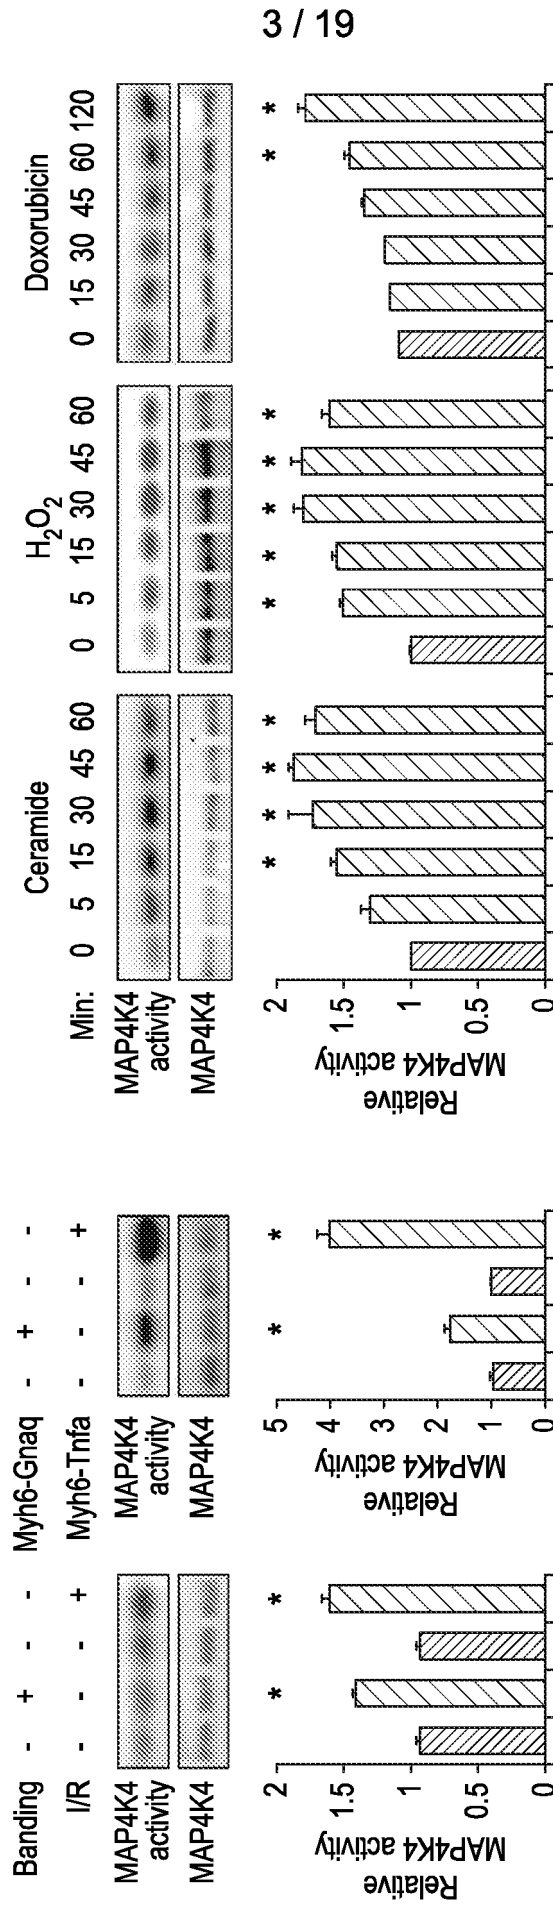 3 / 19
Banding - + - -
I/R - - - +
MAP4K4
activity
MAP4K4
* *
2
1.5
1
0.5
0
Relative
MAP4K4 activity
Myh6-Gnaq - + - -
Myh6-Tnfa - - - +
MAP4K4
activity
MAP4K4
* *
5
4
3
2
1
0
Relative
MAP4K4 activity
Ceramide H₂O₂ Doxorubicin
Min: 0 5 15 30 45 60 0 5 15 30 45 60 0 15 30 45 60 120
MAP4K4
activity
MAP4K4
* * * * * * * * * * *
2
1.5
1
0.5
0
Relative
MAP4K4 activity